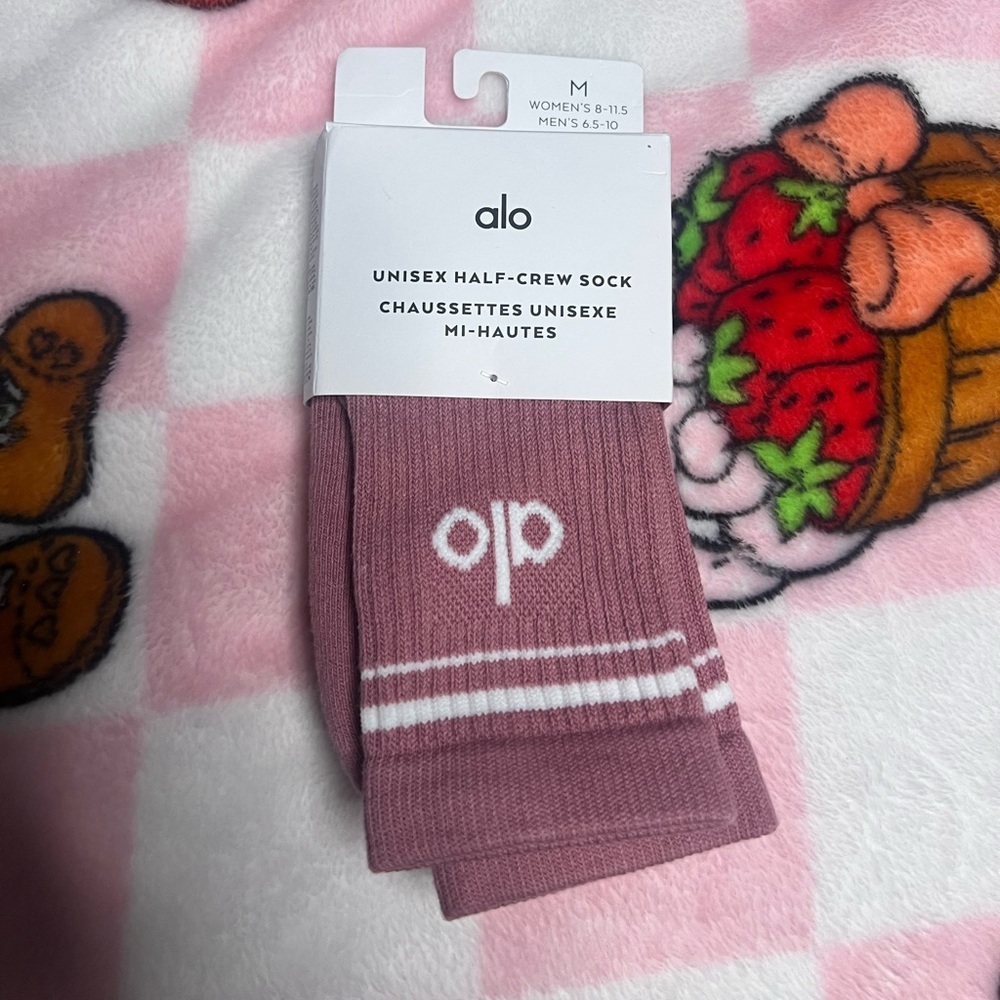 M
WOMEN'S 8-11.5
MEN'S 6.5-10
alo
UNISEX HALF-CREW SOCK
CHAUSSETTES UNISEXE
MI-HAUTES
alo